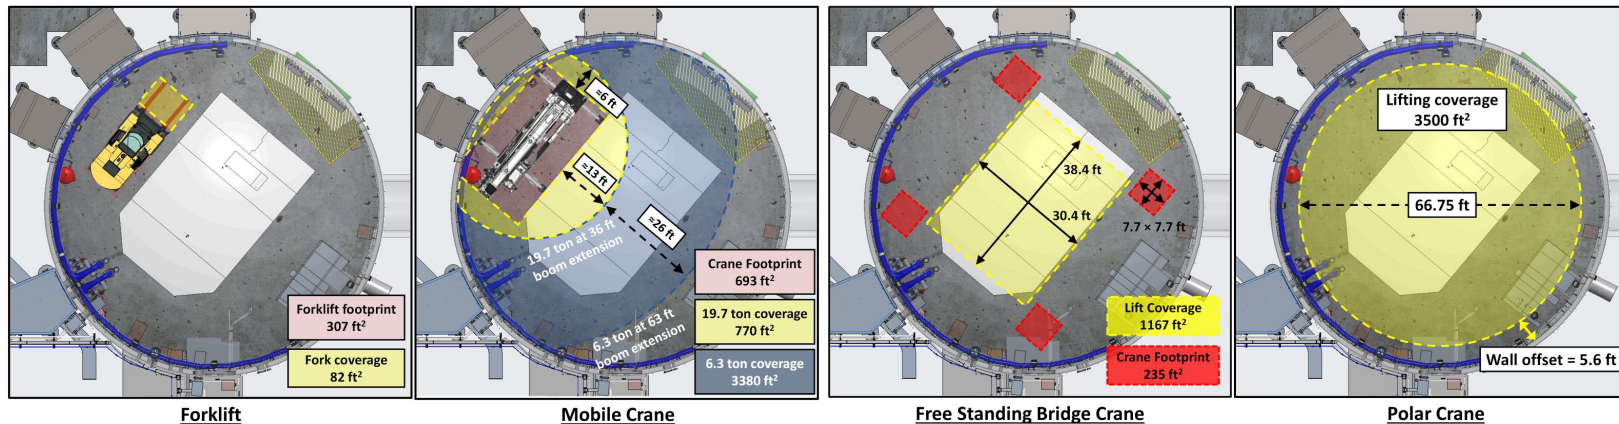 Forklift footprint
307 ft²
Fork coverage
82 ft²
Forklift
≈6 ft
≈13 ft
≈26 ft
19.7 ton at 36 ft
boom extension
6.3 ton at 63 ft
boom extension
Crane Footprint
693 ft²
19.7 ton coverage
770 ft²
6.3 ton coverage
3380 ft²
Mobile Crane
38.4 ft
30.4 ft
7.7 × 7.7 ft
Lift Coverage
1167 ft²
Crane Footprint
235 ft²
Free Standing Bridge Crane
Lifting coverage
3500 ft²
66.75 ft
Wall offset = 5.6 ft
Polar Crane